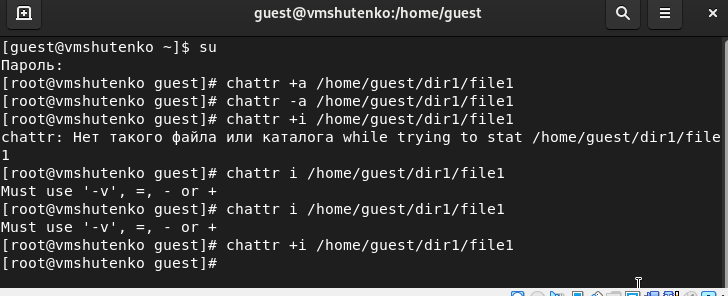 guest@vmshutenko:/home/guest
[guest@vmshutenko ~]$ su
Пароль:
[root@vmshutenko guest]# chattr +a /home/guest/dir1/file1
[root@vmshutenko guest]# chattr -a /home/guest/dir1/file1
[root@vmshutenko guest]# chattr +i /home/guest/dir1/file1
chattr: Нет такого файла или каталога while trying to stat /home/guest/dir1/file
1
[root@vmshutenko guest]# chattr i /home/guest/dir1/file1
Must use '-v', =, - or +
[root@vmshutenko guest]# chattr i /home/guest/dir1/file1
Must use '-v', =, - or +
[root@vmshutenko guest]# chattr +i /home/guest/dir1/file1
[root@vmshutenko guest]#